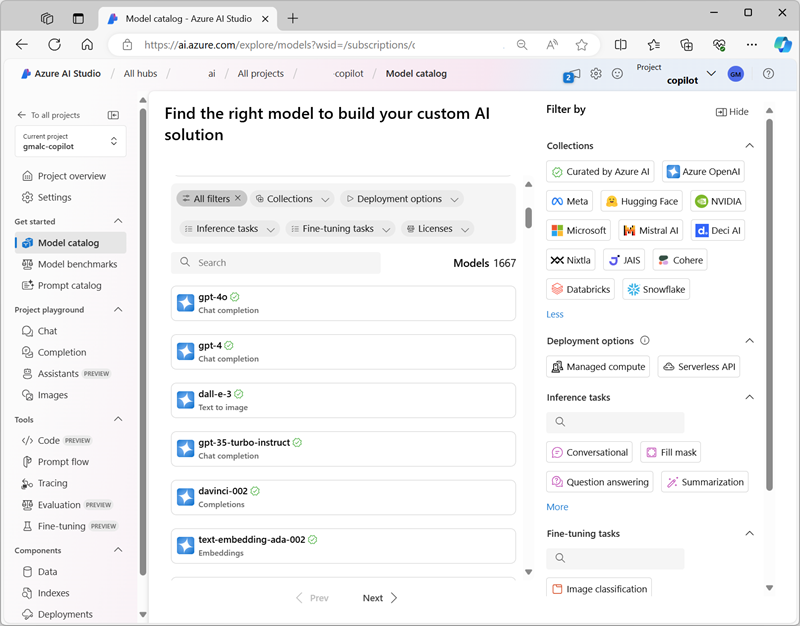 Model catalog - Azure AI Studio
https://ai.azure.com/explore/models?wsid=/subscriptions/c
Azure AI Studio / All hubs / ai / All projects / -copilot / Model catalog
2
Project
copilot
GM
To all projects
Current project
gmalc-copilot
Project overview
Settings
Get started
Model catalog
Model benchmarks
Prompt catalog
Project playground
Chat
Completion
Assistants PREVIEW
Images
Tools
Code PREVIEW
Prompt flow
Tracing
Evaluation PREVIEW
Fine-tuning PREVIEW
Components
Data
Indexes
Deployments
Find the right model to build your custom AI
solution
All filters Collections Deployment options
Inference tasks Fine-tuning tasks Licenses
Search
Models 1667
gpt-4o
Chat completion
gpt-4
Chat completion
dall-e-3
Text to image
gpt-35-turbo-instruct
Chat completion
davinci-002
Completions
text-embedding-ada-002
Embeddings
Prev Next
Filter by Hide
Collections
Curated by Azure AI Azure OpenAI
Meta Hugging Face NVIDIA
Microsoft Mistral AI Deci AI
Nixtla JAIS Cohere
Databricks Snowflake
Less
Deployment options
Managed compute Serverless API
Inference tasks
Conversational Fill mask
Question answering Summarization
More
Fine-tuning tasks
Image classification